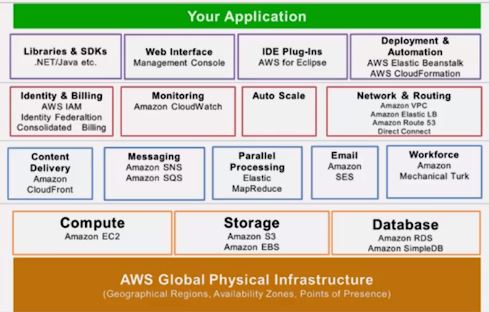 Your Application
Libraries & SDKs
.NET/Java etc.
Web Interface
Management Console
IDE Plug-Ins
AWS for Eclipse
Deployment &
Automation
AWS Elastic Beanstalk
AWS CloudFormation
Identity & Billing
AWS IAM
Identity Federaltion
Consolidated Billing
Monitoring
Amazon CloudWatch
Auto Scale
Network & Routing
Amazon VPC
Amazon Elastic LB
Amazon Route 53
Direct Connect
Content
Delivery
Amazon
CloudFront
Messaging
Amazon SNS
Amazon SQS
Parallel
Processing
Elastic
MapReduce
Email
Amazon
SES
Workforce
Amazon
Mechanical Turk
Compute
Amazon EC2
Storage
Amazon S3
Amazon EBS
Database
Amazon RDS
Amazon SimpleDB
AWS Global Physical Infrastructure
(Geographical Regions, Availability Zones, Points of Presence)